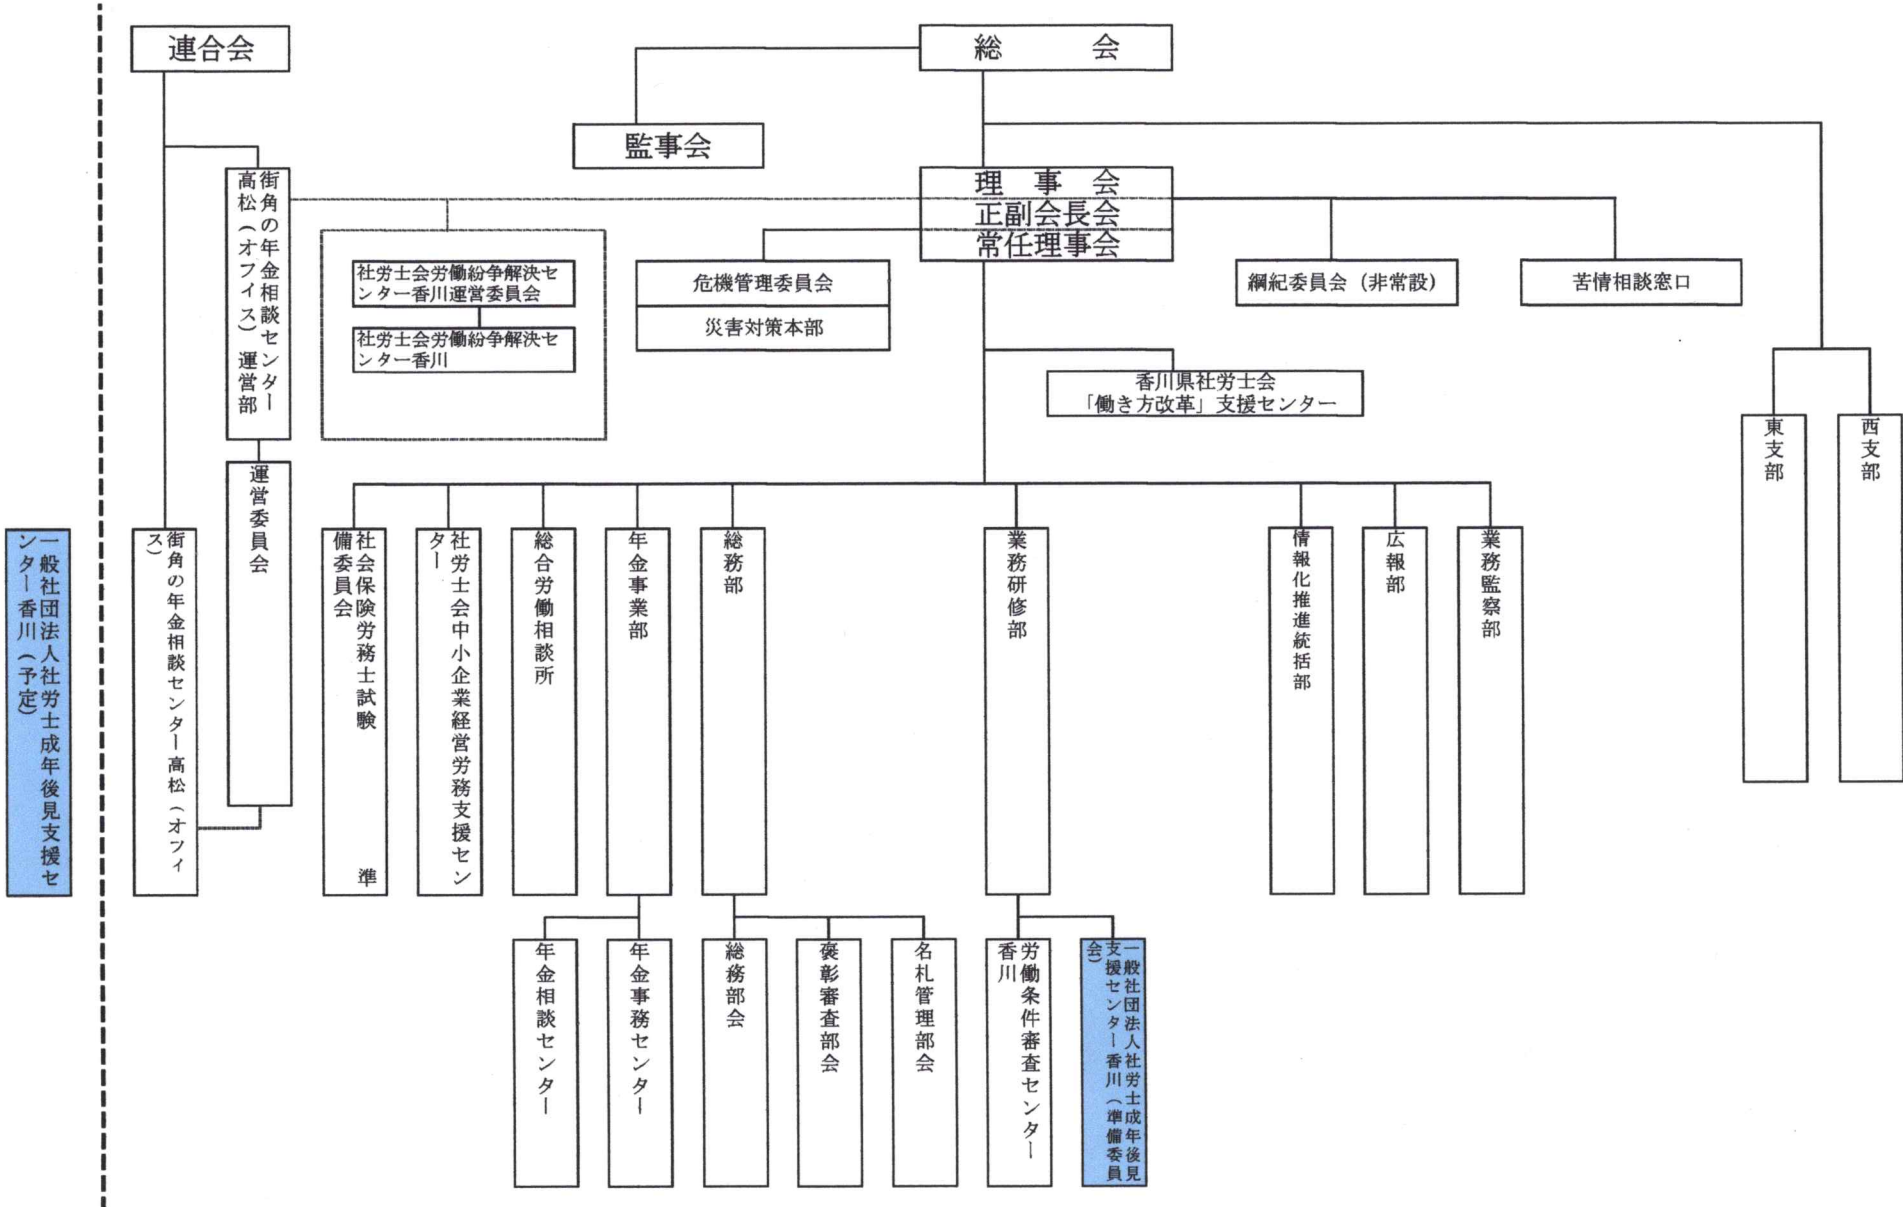 連合会
総　　　会
監事会
理　事　会
正副会長会
常任理事会
街角の年金相談センター
高松（オフィス）運営部
社労士会労働紛争解決セ
ンター香川運営委員会
社労士会労働紛争解決セ
ンター香川
危機管理委員会
災害対策本部
綱紀委員会（非常設）
苦情相談窓口
香川県社労士会
「働き方改革」支援センター
東支部
西支部
運営委員会
一般社団法人社労士成年後見支援セ
ンター香川（予定）
街角の年金相談センター高松（オフィ
ス）
社会保険労務士試験　　　準
備委員会
社労士会中小企業経営労務支援セン
ター
総合労働相談所
年金事業部
総務部
業務研修部
情報化推進統括部
広報部
業務監察部
年金相談センター
年金事務センター
総務部会
褒彰審査部会
名札管理部会
労働条件審査センター
香川
一般社団法人社労士成年後見
支援センター香川（準備委員
会）